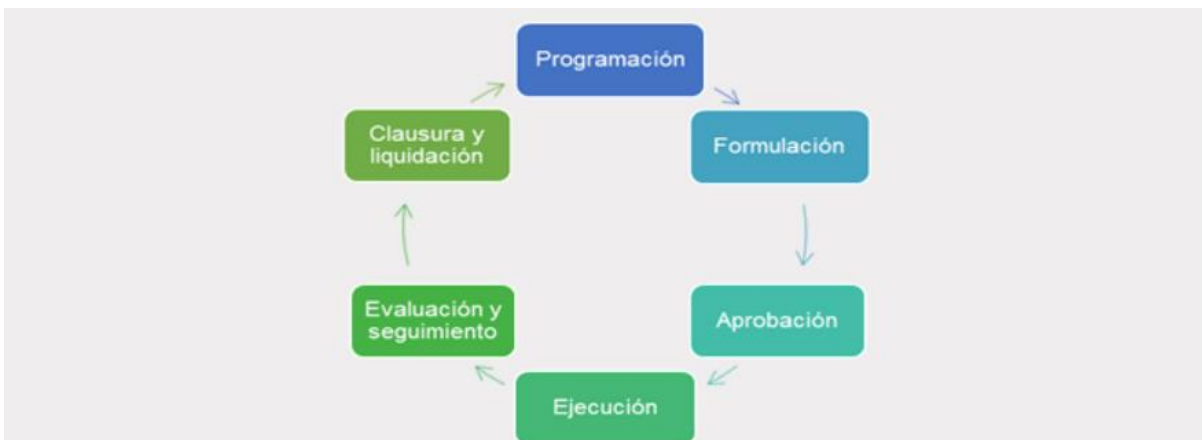 Programación
Formulación
Aprobación
Ejecución
Evaluación y
seguimiento
Clausura y
liquidación